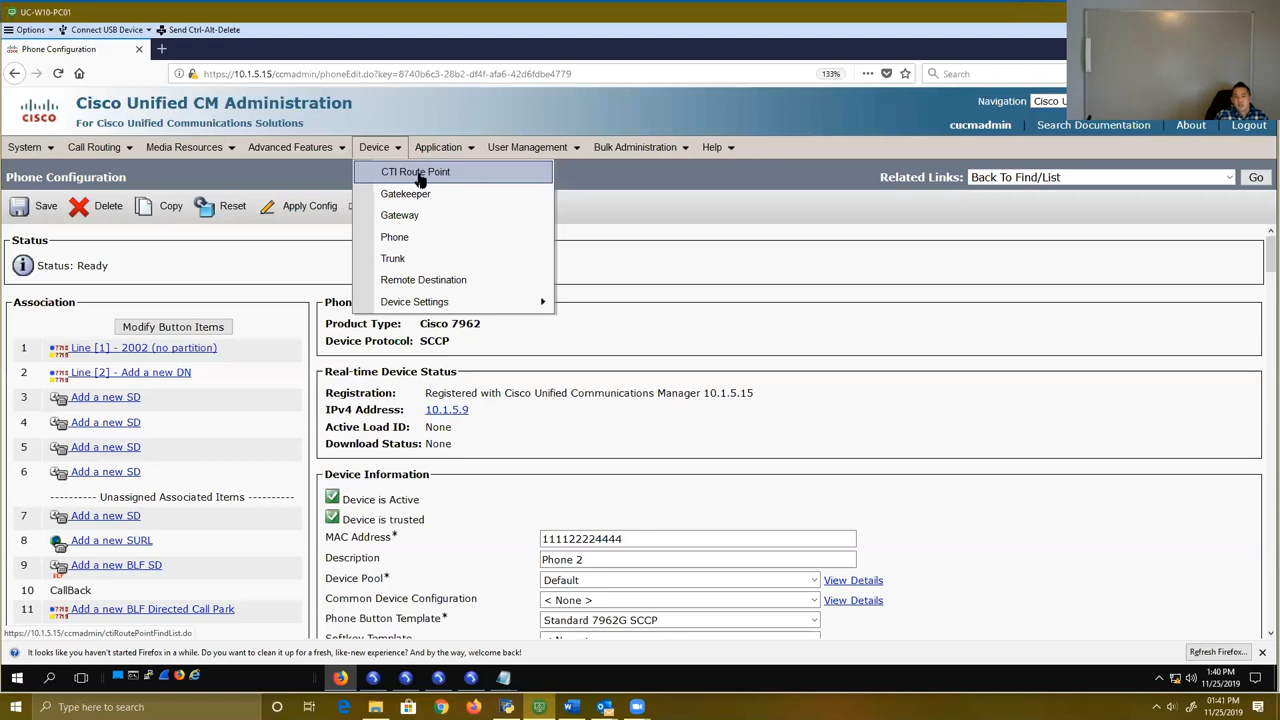 UC-W10-PC01
Options Connect USB Device Send Ctrl-Alt-Delete
Phone Configuration
https://10.1.5.15/ccmadmin/phoneEdit.do?key=8740b6c3-28b2-df4f-afa6-42d6fdbe4779 133% Search
CISCO
Cisco Unified CM Administration
For Cisco Unified Communications Solutions
Navigation Cisco U
cucmadmin Search Documentation About Logout
System Call Routing Media Resources Advanced Features Device Application User Management Bulk Administration Help
CTI Route Point
Gatekeeper
Gateway
Phone
Trunk
Remote Destination
Device Settings
Phone Configuration
Related Links: Back To Find/List Go
Save Delete Copy Reset Apply Config
Status
Status: Ready
Association
Modify Button Items
1 Line [1] - 2002 (no partition)
2 Line [2] - Add a new DN
3 Add a new SD
4 Add a new SD
5 Add a new SD
6 Add a new SD
---------- Unassigned Associated Items ----------
7 Add a new SD
8 Add a new SURL
9 Add a new BLF SD
10 CallBack
11 Add a new BLF Directed Call Park
Product Type: Cisco 7962
Device Protocol: SCCP
Real-time Device Status
Registration: Registered with Cisco Unified Communications Manager 10.1.5.15
IPv4 Address: 10.1.5.9
Active Load ID: None
Download Status: None
Device Information
Device is Active
Device is trusted
MAC Address* 111122224444
Description Phone 2
Device Pool* Default View Details
Common Device Configuration < None > View Details
Phone Button Template* Standard 7962G SCCP
https://10.1.5.15/ccmadmin/ctiRoutePointFindList.do
It looks like you haven't started Firefox in a while. Do you want to clean it up for a fresh, like-new experience? And by the way, welcome back! Refresh Firefox...
1:40 PM
11/25/2019
Type here to search
01:41 PM
11/25/2019